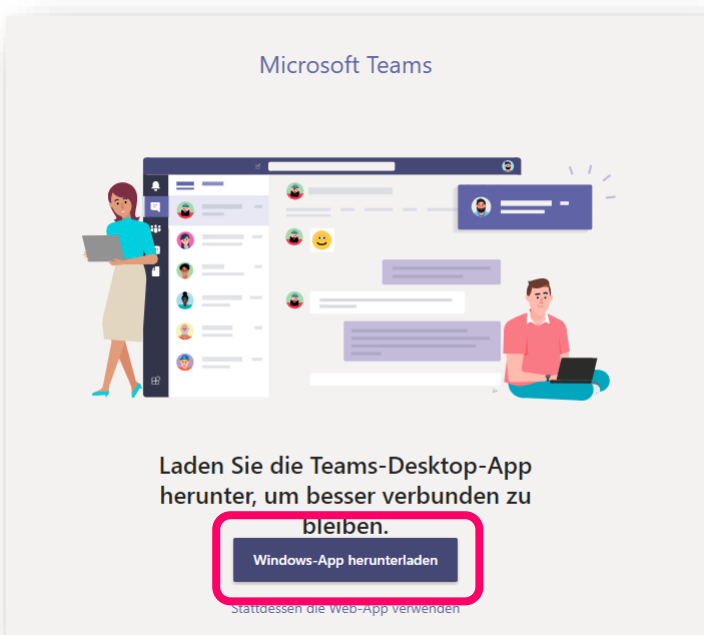 Microsoft Teams
Laden Sie die Teams-Desktop-App
herunter, um besser verbunden zu
bleiben.
Windows-App herunterladen
Stattdessen die Web-App verwenden